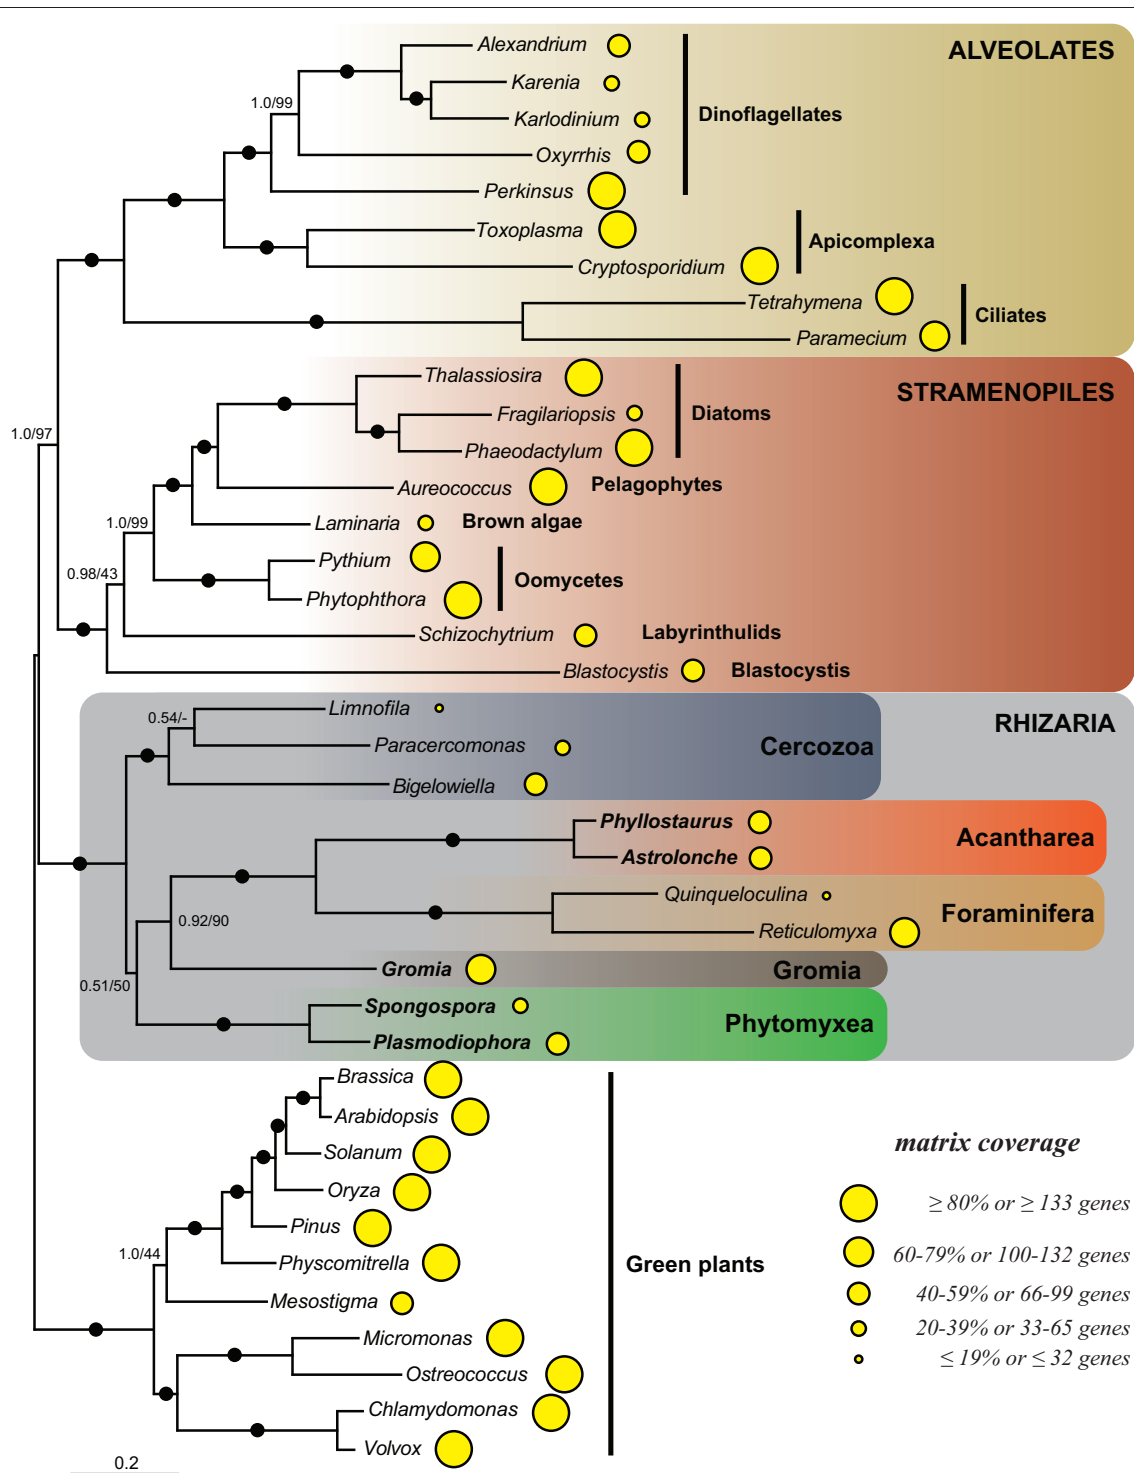 ALVEOLATES
Alexandrium
Karenia
1.0/99
Karlodinium
Dinoflagellates
Oxyrrhis
Perkinsus
Toxoplasma
Apicomplexa
Cryptosporidium
Tetrahymena
Ciliates
Paramecium
STRAMENOPILES
Thalassiosira
Fragilariopsis
Diatoms
1.0/97
Phaeodactylum
Aureococcus
Pelagophytes
1.0/99
Laminaria
Brown algae
Pythium
0.98/43
Oomycetes
Phytophthora
Schizochytrium
Labyrinthulids
Blastocystis
Blastocystis
RHIZARIA
Limnofila
0.54/-
Paracercomonas
Cercozoa
Bigelowiella
Phyllostaurus
Acantharea
Astrolonche
Quinqueloculina
0.92/90
Foraminifera
Reticulomyxa
Gromia
Gromia
0.51/50
Spongospora
Phytomyxea
Plasmodiophora
Brassica
Arabidopsis
Solanum
Oryza
Pinus
1.0/44
Physcomitrella
Green plants
Mesostigma
Micromonas
Ostreococcus
Chlamydomonas
Volvox
0.2
matrix coverage
≥ 80% or ≥ 133 genes
60-79% or 100-132 genes
40-59% or 66-99 genes
20-39% or 33-65 genes
≤ 19% or ≤ 32 genes